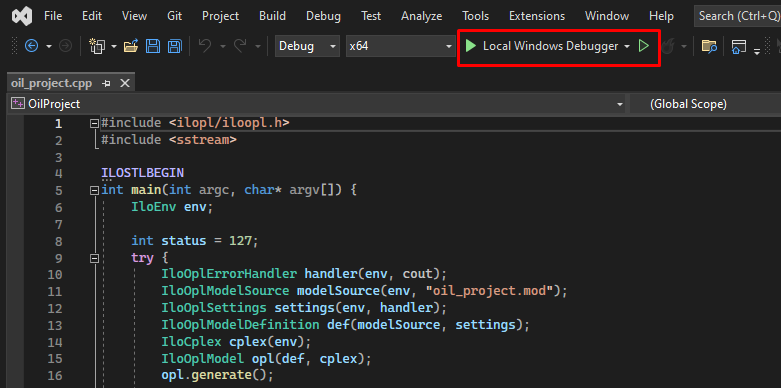 File Edit View Git Project Build Debug Test Analyze Tools Extensions Window Help Search (Ctrl+Q)
Debug x64 Local Windows Debugger
oil_project.cpp
OilProject (Global Scope)
1 #include <ilopl/iloopl.h>
2 #include <sstream>
3
4 ILOSTLBEGIN
5 int main(int argc, char* argv[]) {
6 IloEnv env;
7
8 int status = 127;
9 try {
10 IloOplErrorHandler handler(env, cout);
11 IloOplModelSource modelSource(env, "oil_project.mod");
12 IloOplSettings settings(env, handler);
13 IloOplModelDefinition def(modelSource, settings);
14 IloCplex cplex(env);
15 IloOplModel opl(def, cplex);
16 opl.generate();